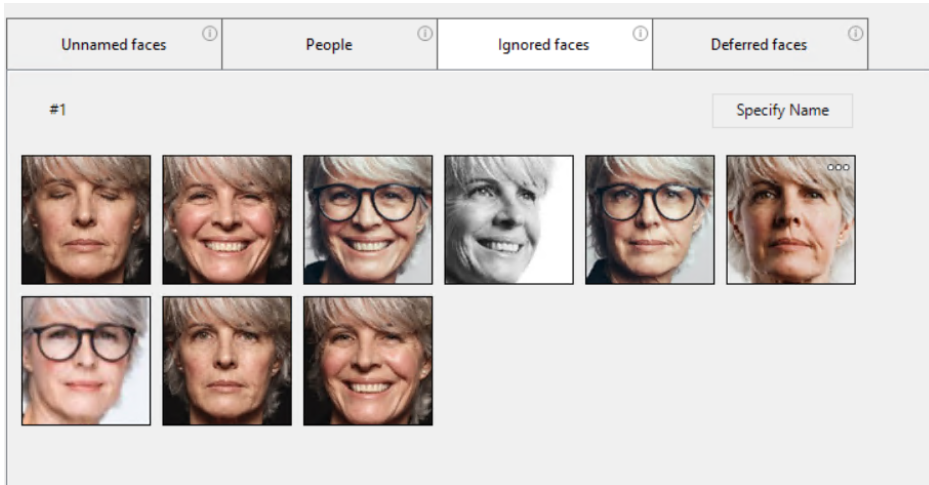 Unnamed faces
People
Ignored faces
Deferred faces
#1
Specify Name